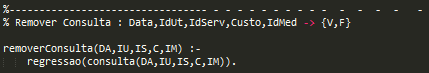 %--------------------------------- - - - - - - - - - - - - - - -
% Remover Consulta : Data,IdUt,IdServ,Custo,IdMed -> {V,F}
removerConsulta(DA,IU,IS,C,IM) :-
regressao(consulta(DA,IU,IS,C,IM)).